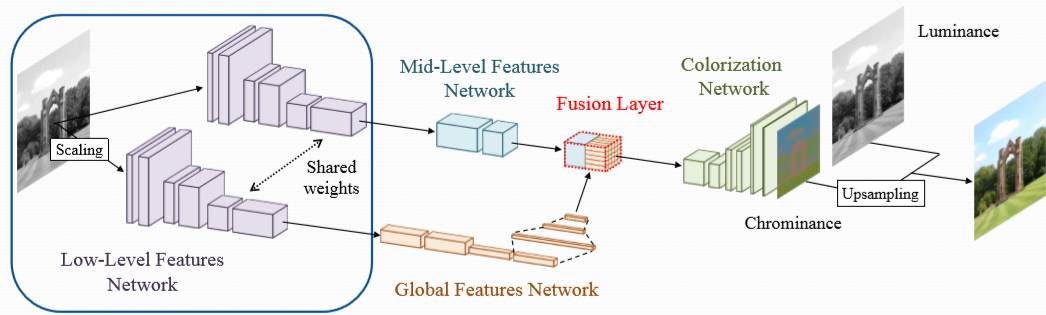 Scaling
Low-Level Features
Network
Shared
weights
Mid-Level Features
Network
Global Features Network
Fusion Layer
Colorization
Network
Chrominance
Luminance
Upsampling